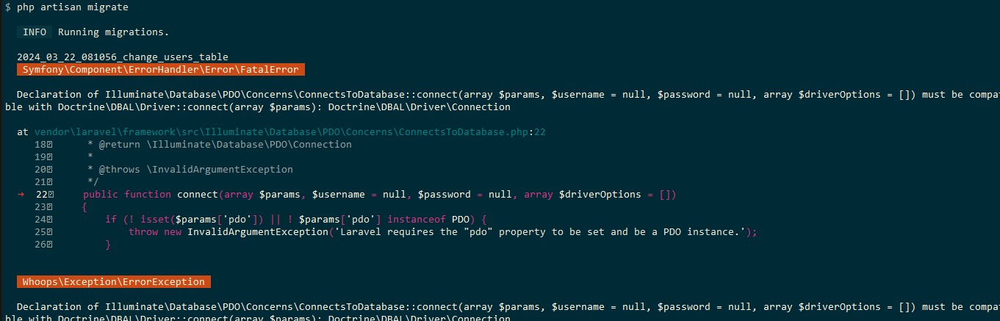 $ php artisan migrate
INFO Running migrations.
2024_03_22_081056_change_users_table
Symfony\Component\ErrorHandler\Error\FatalError
Declaration of Illuminate\Database\PDO\Concerns\ConnectsToDatabase::connect(array $params, $username = null, $password = null, array $driverOptions = []) must be compati
ble with Doctrine\DBAL\Driver::connect(array $params): Doctrine\DBAL\Driver\Connection
at vendor\laravel\framework\src\Illuminate\Database\PDO\Concerns\ConnectsToDatabase.php:22
18 * @return \Illuminate\Database\PDO\Connection
19 *
20 * @throws \InvalidArgumentException
21 */
➜ 22 public function connect(array $params, $username = null, $password = null, array $driverOptions = [])
23 {
24 if (! isset($params['pdo']) || ! $params['pdo'] instanceof PDO) {
25 throw new InvalidArgumentException('Laravel requires the "pdo" property to be set and be a PDO instance.');
26 }
Whoops\Exception\ErrorException
Declaration of Illuminate\Database\PDO\Concerns\ConnectsToDatabase::connect(array $params, $username = null, $password = null, array $driverOptions = []) must be compati
ble with Doctrine\DBAL\Driver::connect(array $params): Doctrine\DBAL\Driver\Connection